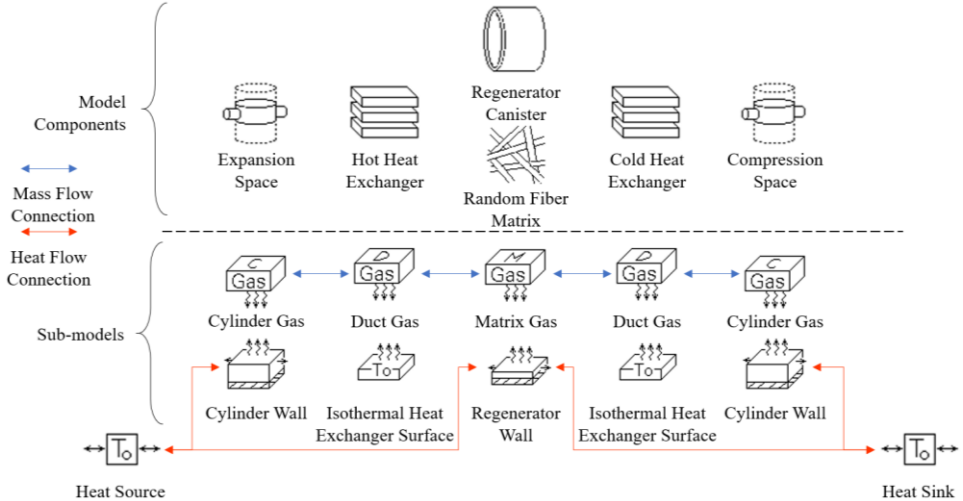 Model
Components
Expansion
Space
Hot Heat
Exchanger
Regenerator
Canister
Random Fiber
Matrix
Cold Heat
Exchanger
Compression
Space
Mass Flow
Connection
Heat Flow
Connection
Sub-models
C
Gas
D
Gas
M
Gas
D
Gas
C
Gas
Cylinder Gas
Duct Gas
Matrix Gas
Duct Gas
Cylinder Gas
To
To
Cylinder Wall
Isothermal Heat
Exchanger Surface
Regenerator
Wall
Isothermal Heat
Exchanger Surface
Cylinder Wall
To
Heat Source
To
Heat Sink